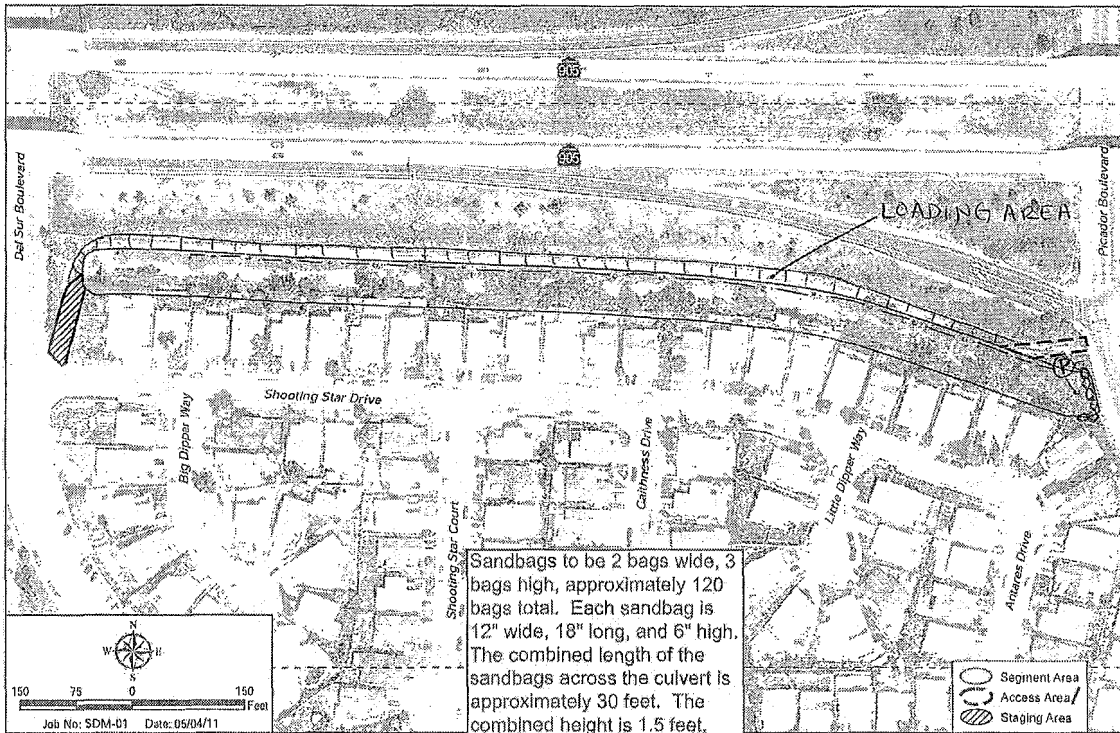 905
905
Del Sur Boulevard
Picador Boulevard
LOADING AREA
P
Shooting Star Drive
Big Dipper Way
Shooting Star Court
Caithness Drive
Little Dipper Way
Antares Drive
Sandbags to be 2 bags wide, 3
bags high, approximately 120
bags total. Each sandbag is
12" wide, 18" long, and 6" high.
The combined length of the
sandbags across the culvert is
approximately 30 feet. The
combined height is 1.5 feet.
N
W
S
150 75 0 150
Feet
Job No: SDM-01 Date: 05/04/11
Segment Area
Access Area/
Staging Area